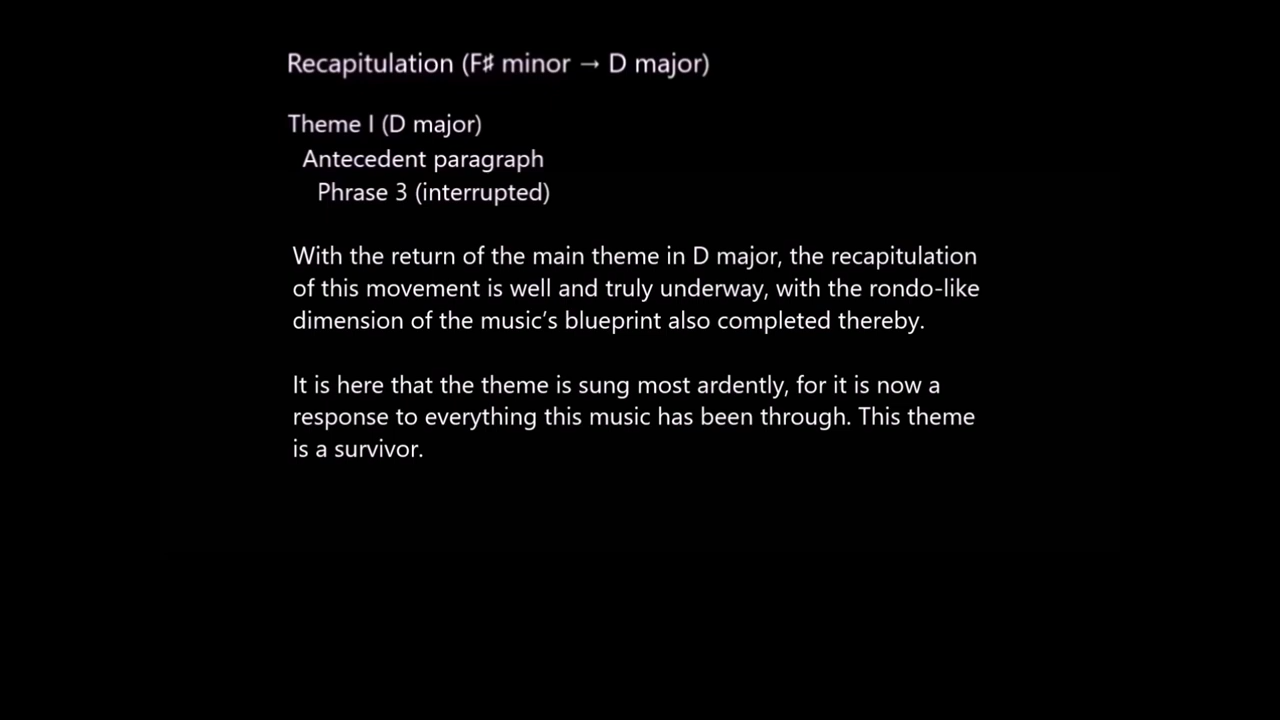 Recapitulation (F♯ minor → D major)
Theme I (D major)
Antecedent paragraph
Phrase 3 (interrupted)
With the return of the main theme in D major, the recapitulation
of this movement is well and truly underway, with the rondo-like
dimension of the music’s blueprint also completed thereby.
It is here that the theme is sung most ardently, for it is now a
response to everything this music has been through. This theme
is a survivor.